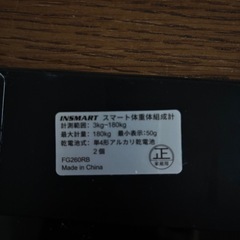 INSMART スマート体重体組成計
計測範囲：3kg~180kg
最大計量：180kg 最小表示：50g
乾電池式：単4形アルカリ乾電池
2個
正
FG260RB
Made in China